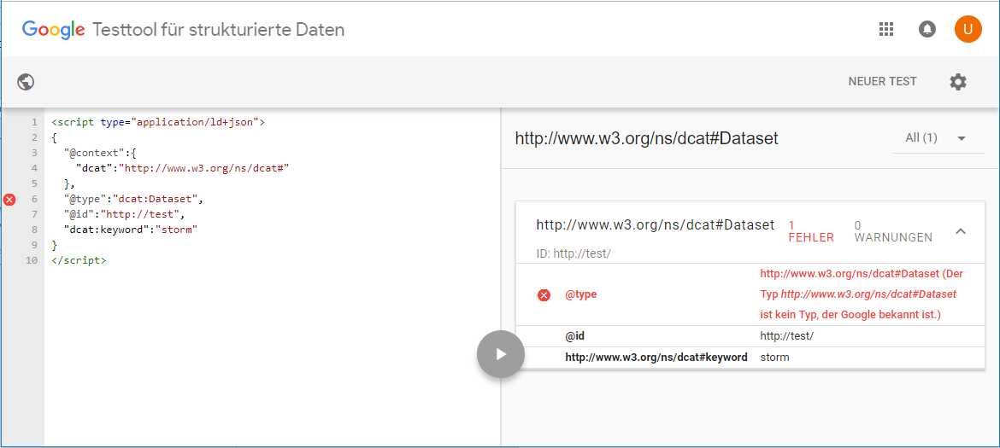 Google Testtool für strukturierte Daten
U
NEUER TEST
1 <script type="application/ld+json">
2 {
3 "@context":{
4 "dcat":"http://www.w3.org/ns/dcat#"
5 },
6 "@type":"dcat:Dataset",
7 "@id":"http://test",
8 "dcat:keyword":"storm"
9 }
10 </script>
http://www.w3.org/ns/dcat#Dataset
All (1)
http://www.w3.org/ns/dcat#Dataset
1
FEHLER
0
WARNUNGEN
ID: http://test/
@type
http://www.w3.org/ns/dcat#Dataset (Der
Typ http://www.w3.org/ns/dcat#Dataset
ist kein Typ, der Google bekannt ist.)
@id http://test/
http://www.w3.org/ns/dcat#keyword storm